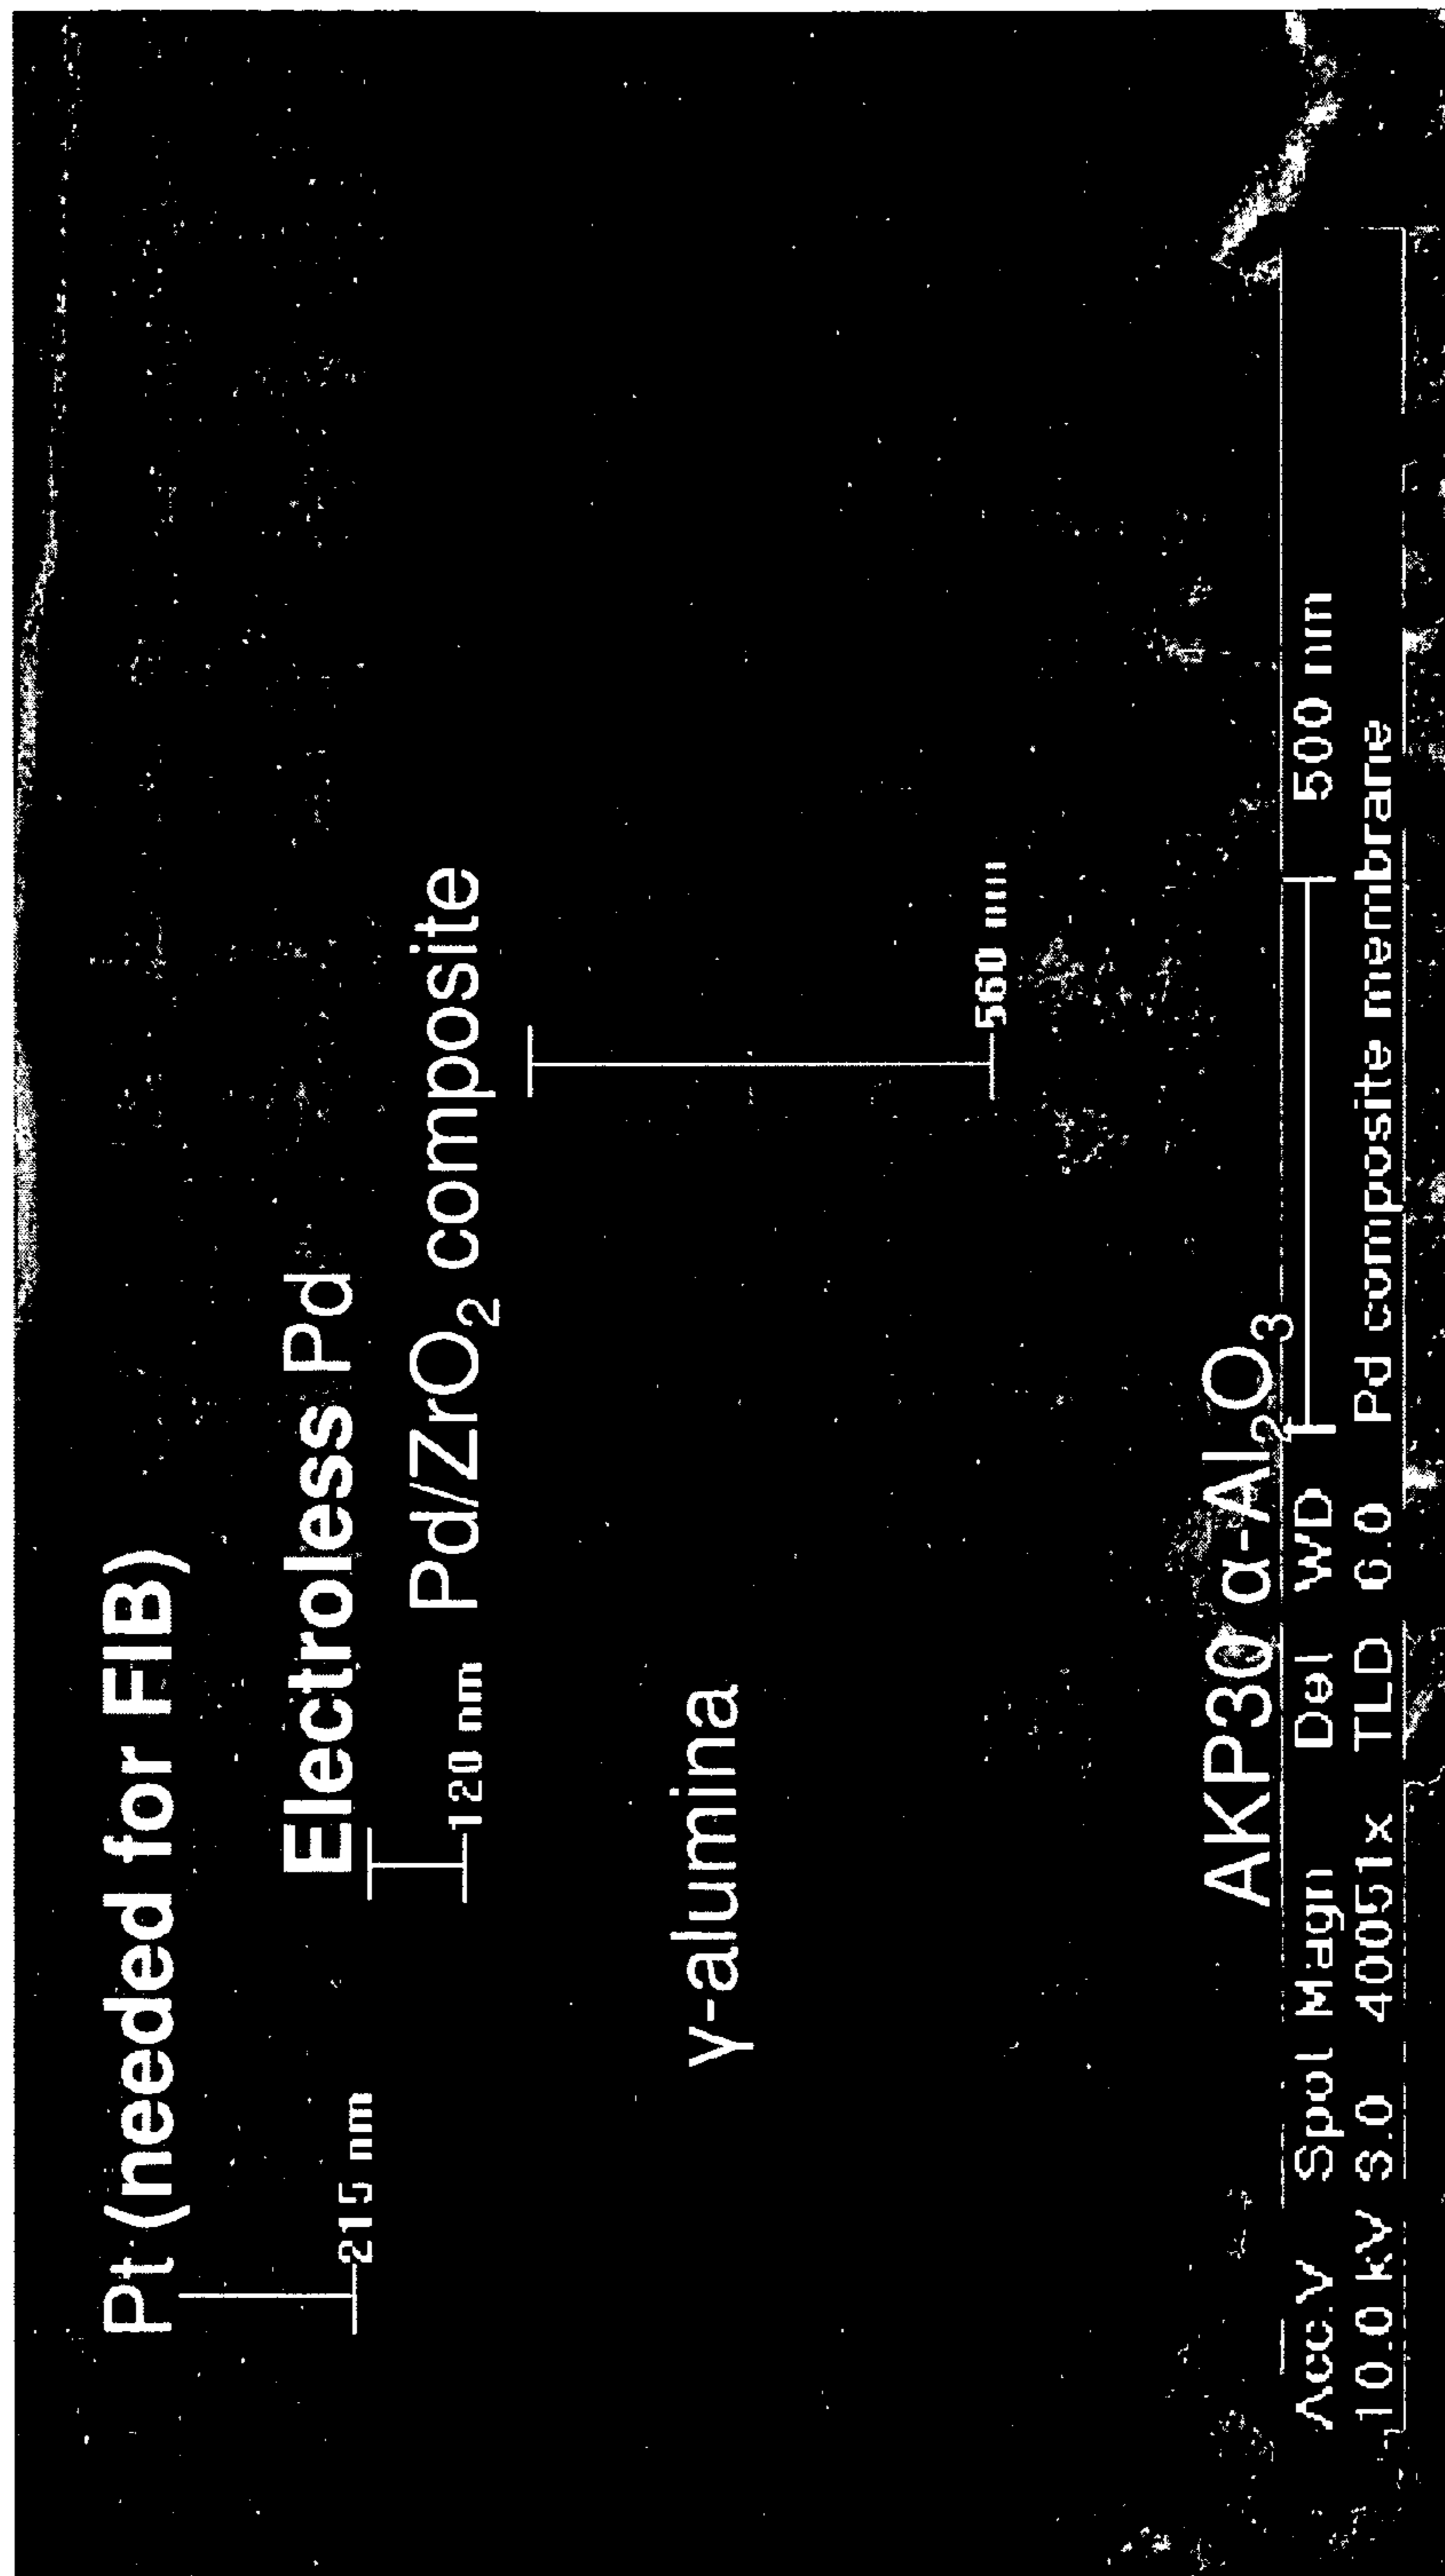 Pt (needed for FIB)
215 nm
Electroless Pd
120 nm
Pd/ZrO₂ composite
γ-alumina
560 nm
AKP30 α-Al₂O₃
Acc.V Spot Magn Det WD 500 nm
10.0 kV 3.0 40051x TLD 6.0 Pd composite membrane